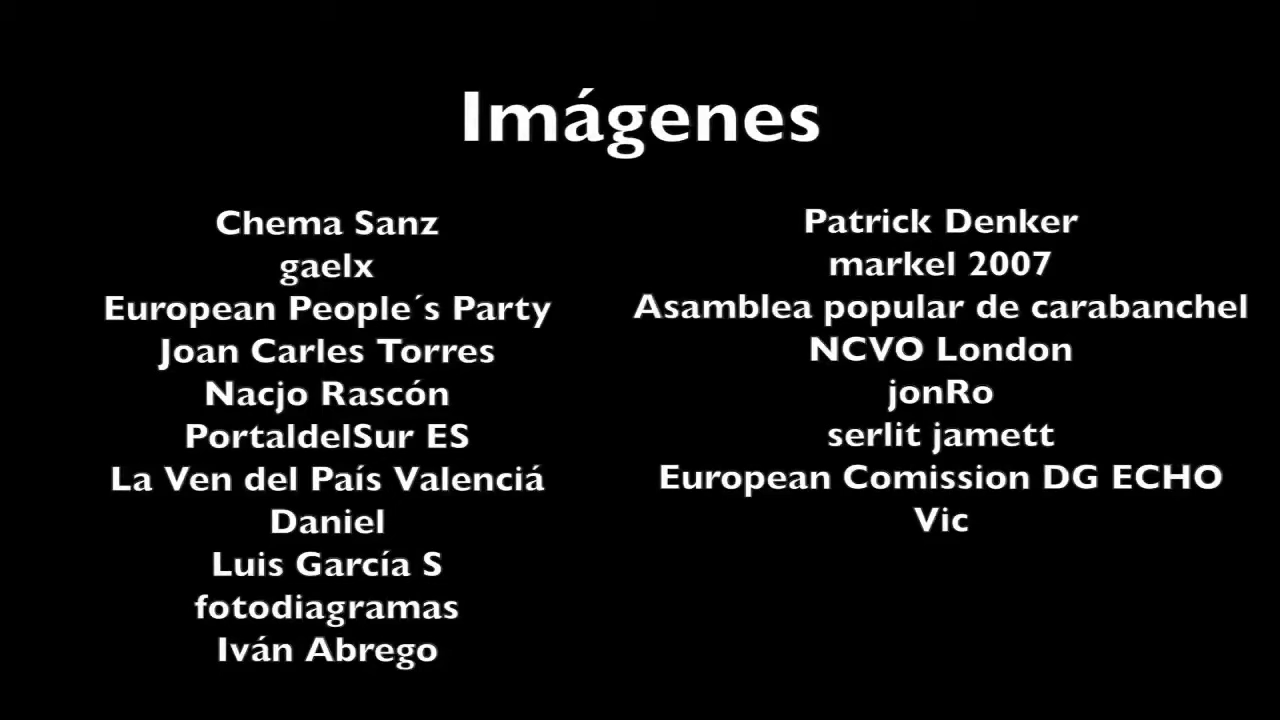 Imágenes
Chema Sanz
gaelx
European People´s Party
Joan Carles Torres
Nacjo Rascón
PortaldelSur ES
La Ven del País Valenciá
Daniel
Luis García S
fotodiagramas
Iván Abrego
Patrick Denker
markel 2007
Asamblea popular de carabanchel
NCVO London
jonRo
serlit jamett
European Comission DG ECHO
Vic